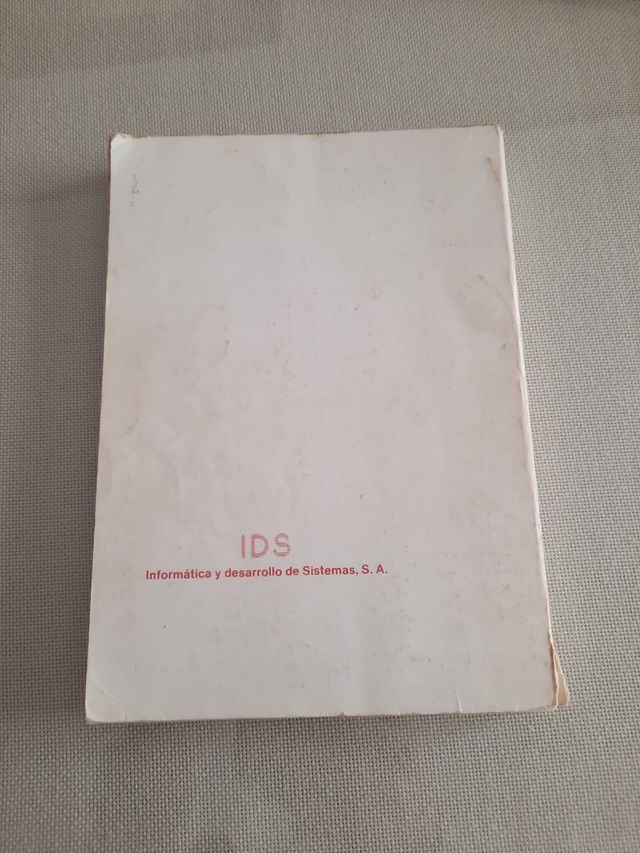 IDS
Informática y desarrollo de Sistemas, S. A.